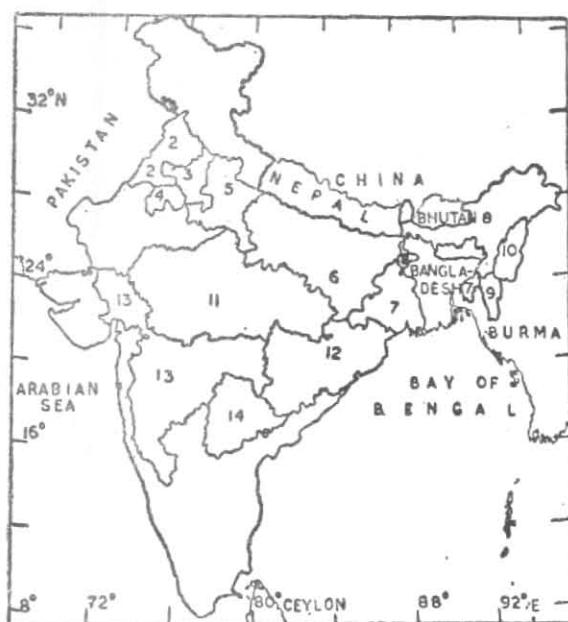 32°N
PAKISTAN
2
2
3
4
5
CHINA
NEPAL
BHUTAN 8
10
24°
BANGLA-
DESH 7
9
6
13
11
7
BURMA
12
13
ARABIAN
SEA
14
BAY OF
BENGAL
16°
8°
72°
80°
CEYLON
88°
92°E